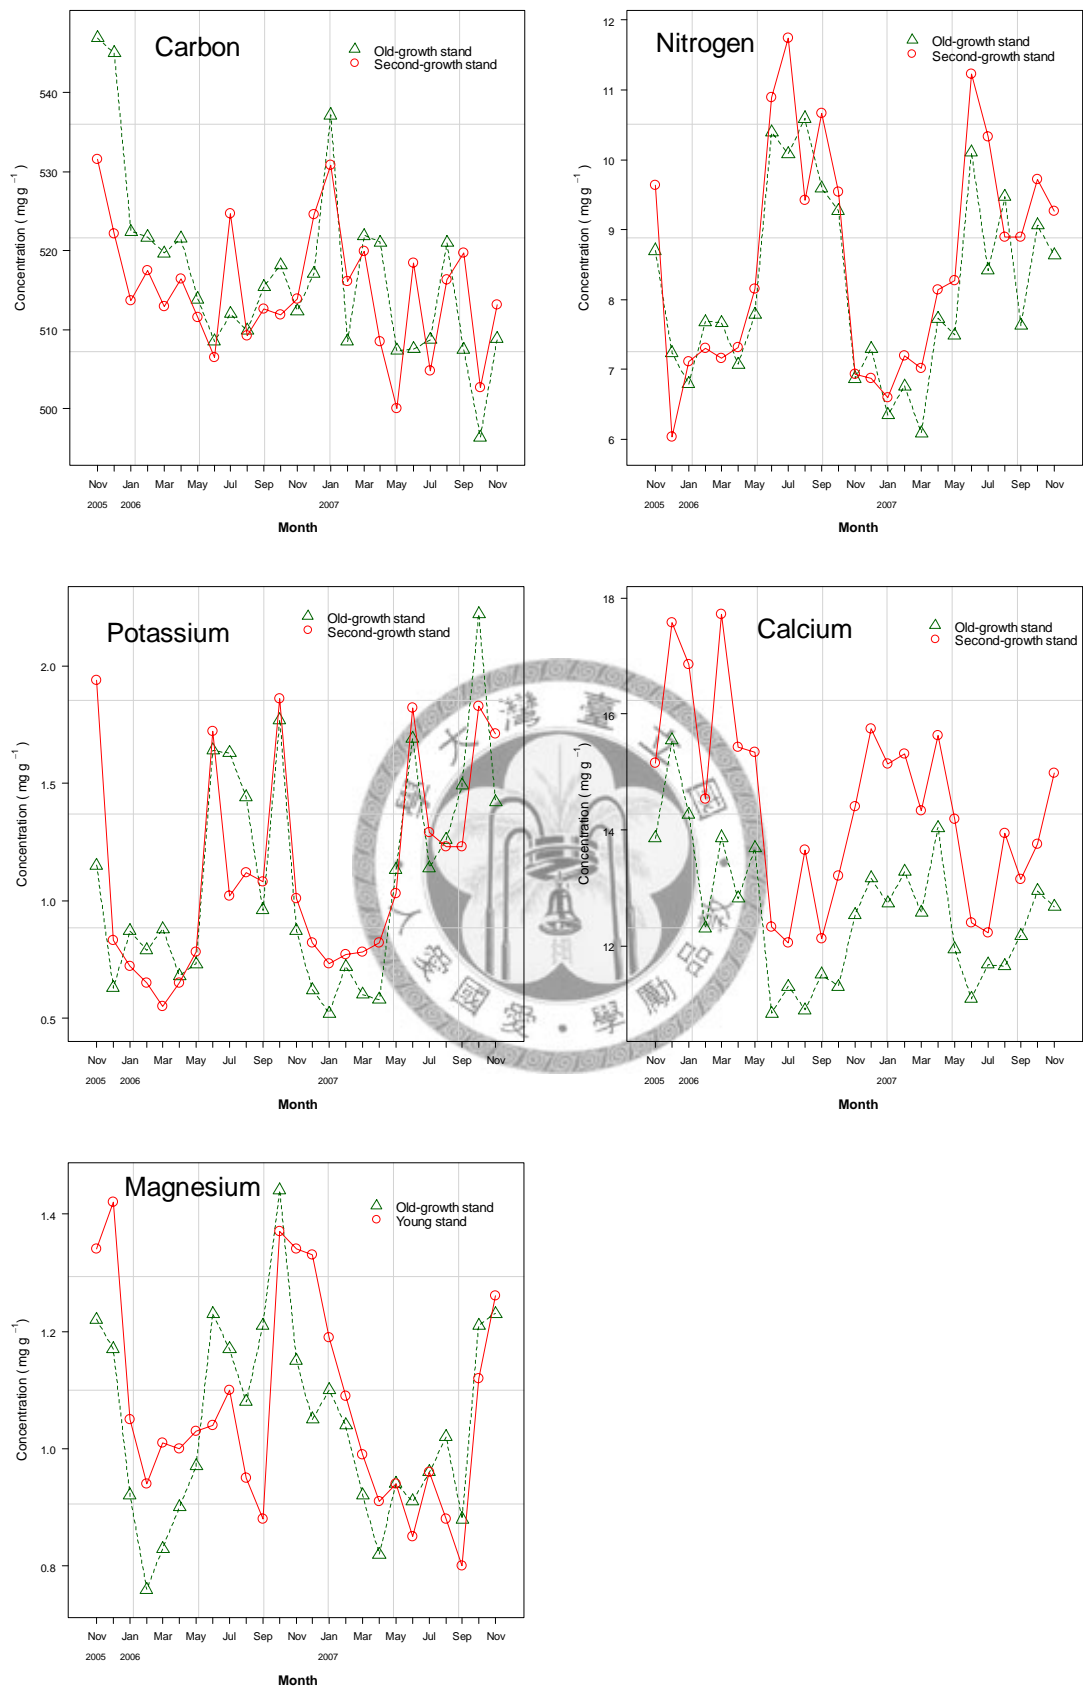 Carbon
Old-growth stand
Second-growth stand
Concentration ( mg g⁻¹ )
540
530
520
510
500
Nov Jan Mar May Jul Sep Nov Jan Mar May Jul Sep Nov
2005 2006 2007
Month
Nitrogen
Old-growth stand
Second-growth stand
Concentration ( mg g⁻¹ )
12
11
10
9
8
7
6
Nov Jan Mar May Jul Sep Nov Jan Mar May Jul Sep Nov
2005 2006 2007
Month
Potassium
Old-growth stand
Second-growth stand
Concentration ( mg g⁻¹ )
2.0
1.5
1.0
0.5
Nov Jan Mar May Jul Sep Nov Jan Mar May Jul Sep Nov
2005 2006 2007
Month
Calcium
Old-growth stand
Second-growth stand
Concentration ( mg g⁻¹ )
18
16
14
12
Nov Jan Mar May Jul Sep Nov Jan Mar May Jul Sep Nov
2005 2006 2007
Month
Magnesium
Old-growth stand
Young stand
Concentration ( mg g⁻¹ )
1.4
1.2
1.0
0.8
Nov Jan Mar May Jul Sep Nov Jan Mar May Jul Sep Nov
2005 2006 2007
Month